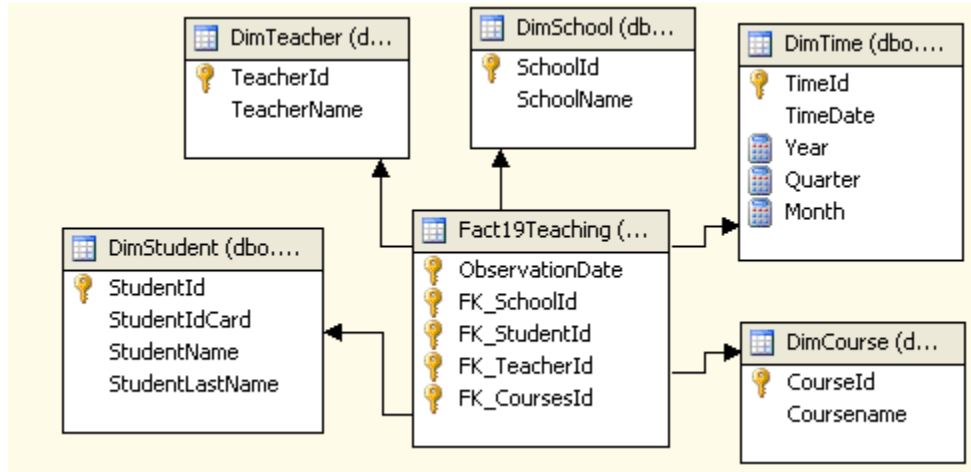 DimTeacher (d...
TeacherId
TeacherName
DimSchool (db...
SchoolId
SchoolName
DimTime (dbo....
TimeId
TimeDate
Year
Quarter
Month
Fact19Teaching (...
ObservationDate
FK_SchoolId
FK_StudentId
FK_TeacherId
FK_CoursesId
DimStudent (dbo....
StudentId
StudentIdCard
StudentName
StudentLastName
DimCourse (d...
CourseId
Coursename